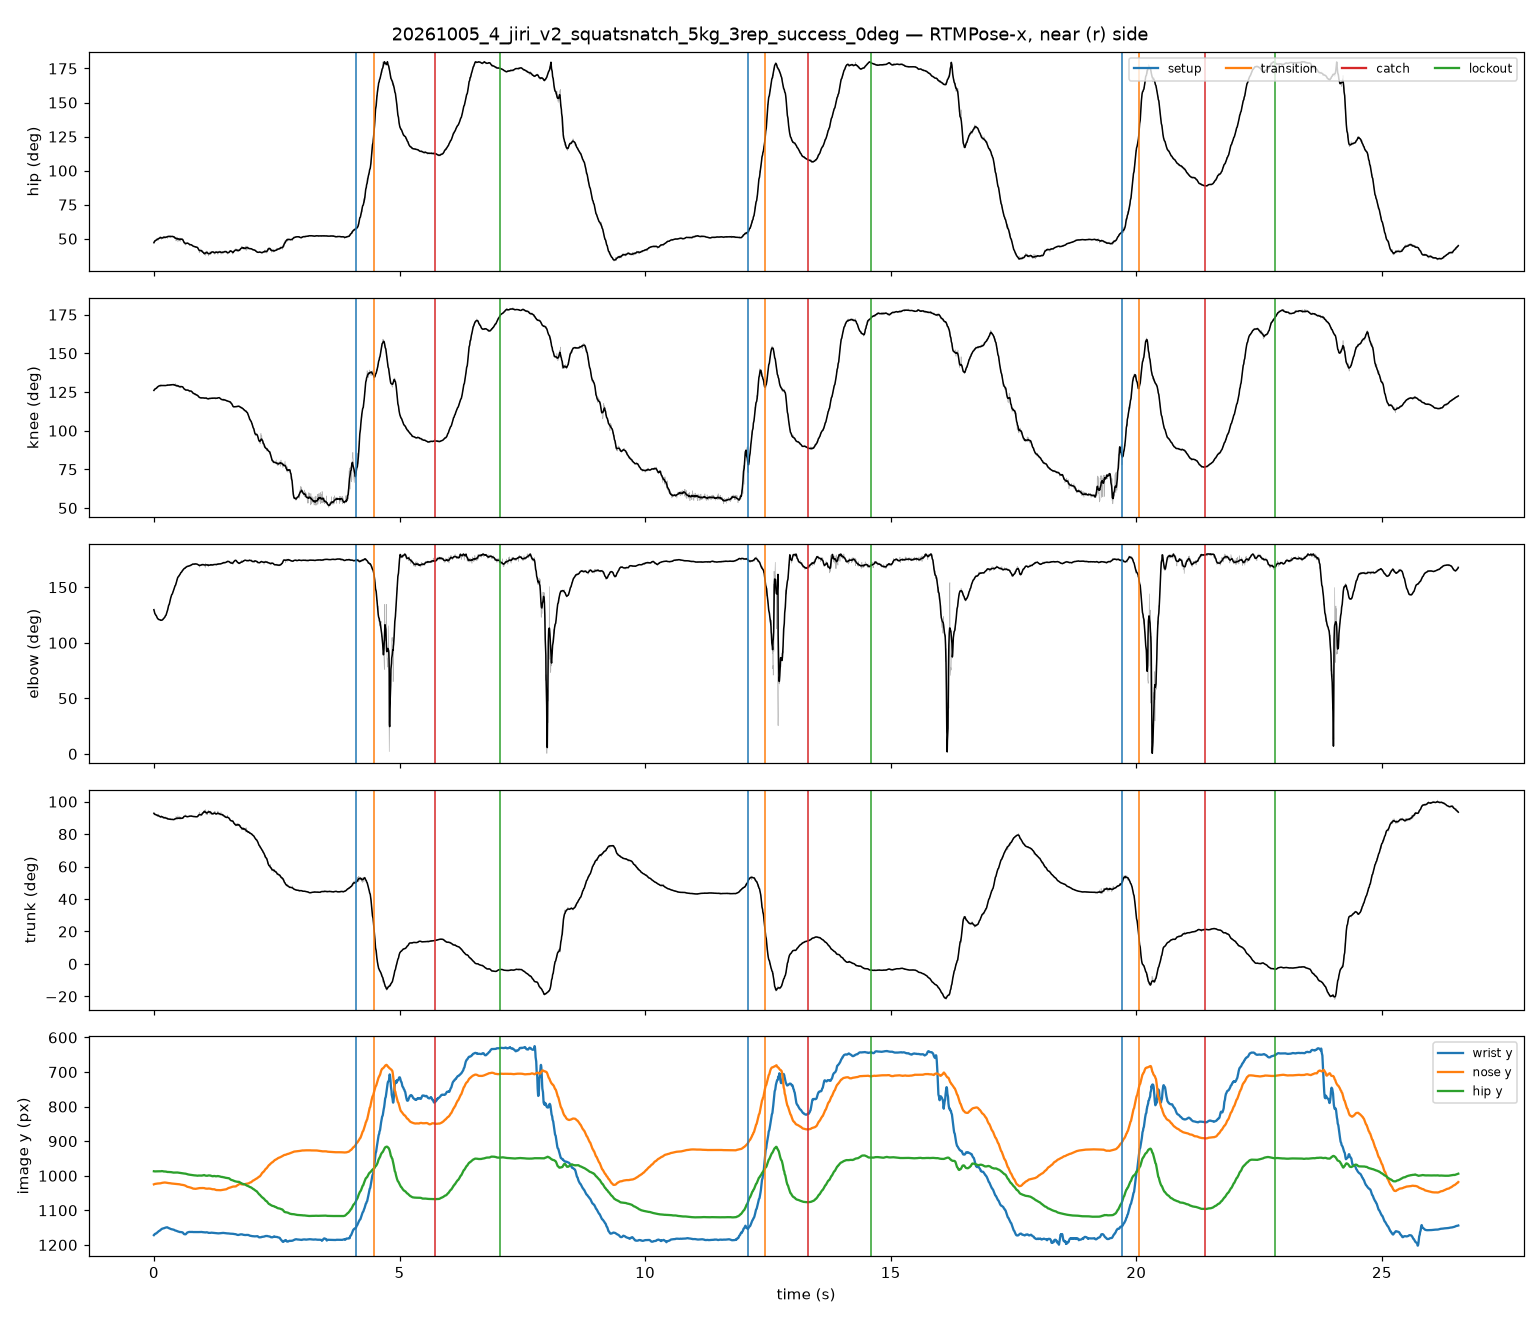 20261005_4_jiri_v2_squatsnatch_5kg_3rep_success_0deg — RTMPose-x, near (r) side
setup transition catch lockout
hip (deg)
175
150
125
100
75
50
knee (deg)
175
150
125
100
75
50
elbow (deg)
150
100
50
0
trunk (deg)
100
80
60
40
20
0
−20
image y (px)
600
700
800
900
1000
1100
1200
wrist y
nose y
hip y
0 5 10 15 20 25
time (s)